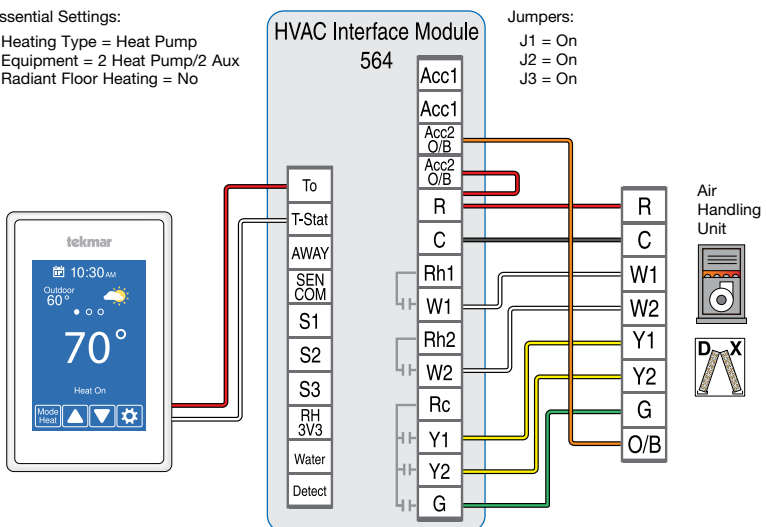 ssential Settings:
Heating Type = Heat Pump
Equipment = 2 Heat Pump/2 Aux
Radiant Floor Heating = No
HVAC Interface Module
564
Jumpers:
J1 = On
J2 = On
J3 = On
tekmar
10:30 AM
Outdoor
60°
70°
Heat On
Mode
Heat
To
T-Stat
AWAY
SEN
COM
S1
S2
S3
RH
3V3
Water
Detect
Acc1
Acc1
Acc2
O/B
Acc2
O/B
R
C
Rh1
W1
Rh2
W2
Rc
Y1
Y2
G
R
C
W1
W2
Y1
Y2
G
O/B
Air
Handling
Unit
D X